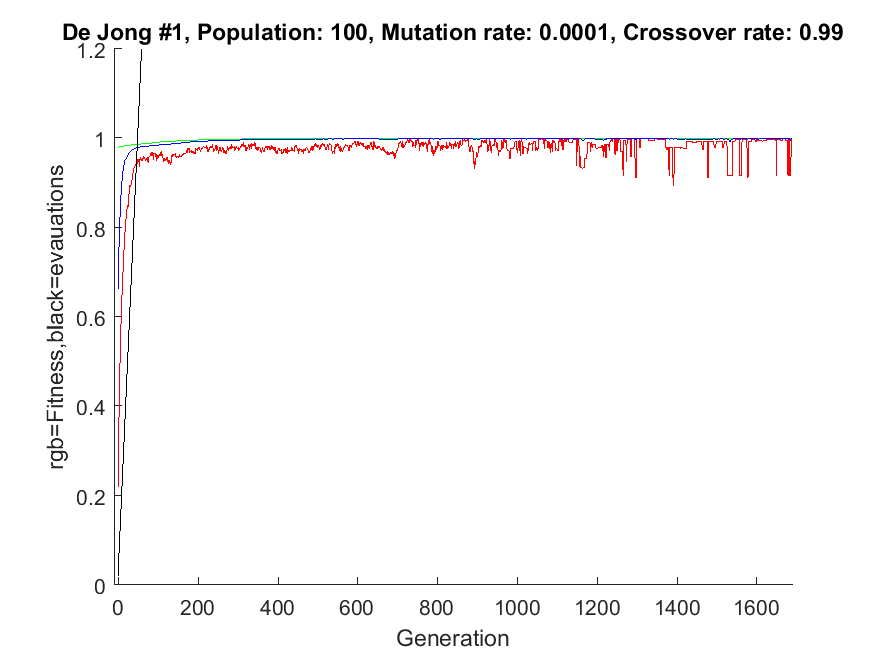 De Jong #1, Population: 100, Mutation rate: 0.0001, Crossover rate: 0.99
1.2
1
0.8
0.6
0.4
0.2
0
rgb=Fitness,black=evauations
0 200 400 600 800 1000 1200 1400 1600
Generation